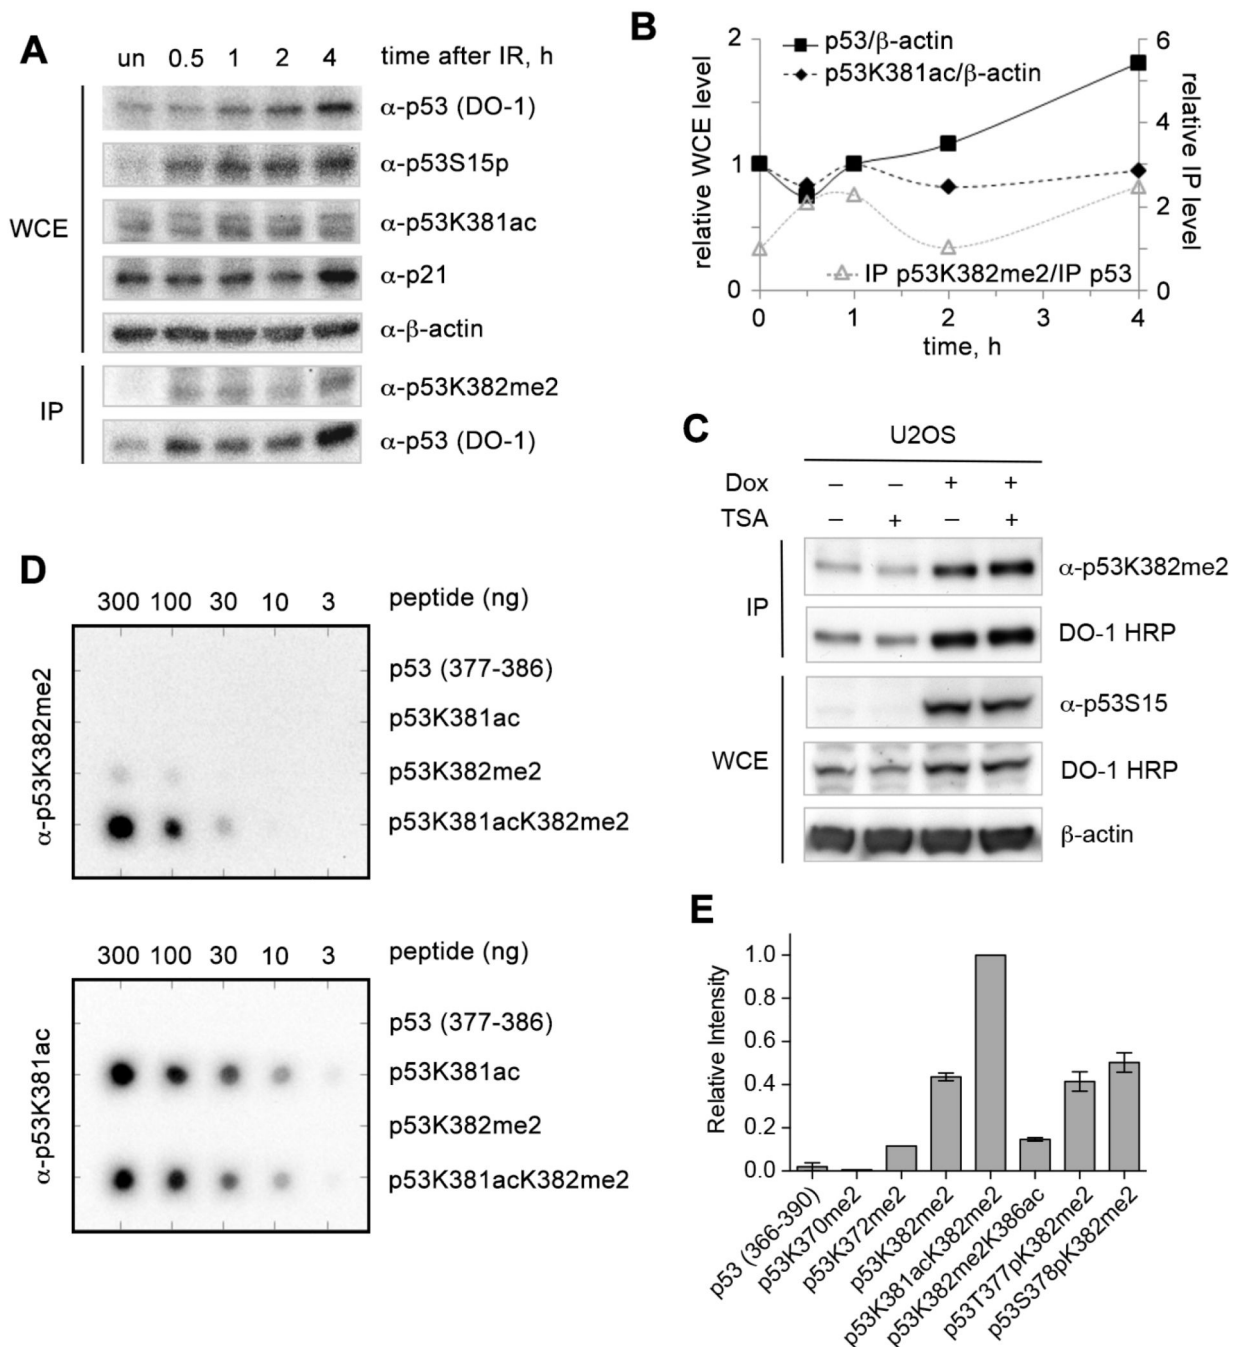 A
un 0.5 1 2 4 time after IR, h
α-p53 (DO-1)
α-p53S15p
WCE
α-p53K381ac
α-p21
α-β-actin
IP
α-p53K382me2
α-p53 (DO-1)
B
p53/β-actin
p53K381ac/β-actin
IP p53K382me2/IP p53
relative WCE level
2
1
0
relative IP level
6
4
2
0
0 1 2 3 4
time, h
C
U2OS
Dox – – + +
TSA – + – +
IP
α-p53K382me2
DO-1 HRP
WCE
α-p53S15
DO-1 HRP
β-actin
D
300 100 30 10 3 peptide (ng)
α-p53K382me2
p53 (377-386)
p53K381ac
p53K382me2
p53K381acK382me2
300 100 30 10 3 peptide (ng)
α-p53K381ac
p53 (377-386)
p53K381ac
p53K382me2
p53K381acK382me2
E
Relative Intensity
1.0
0.8
0.6
0.4
0.2
0.0
p53 (366-390)
p53K370me2
p53K372me2
p53K382me2
p53K381acK382me2
p53K382me2K386ac
p53T377pK382me2
p53S378pK382me2